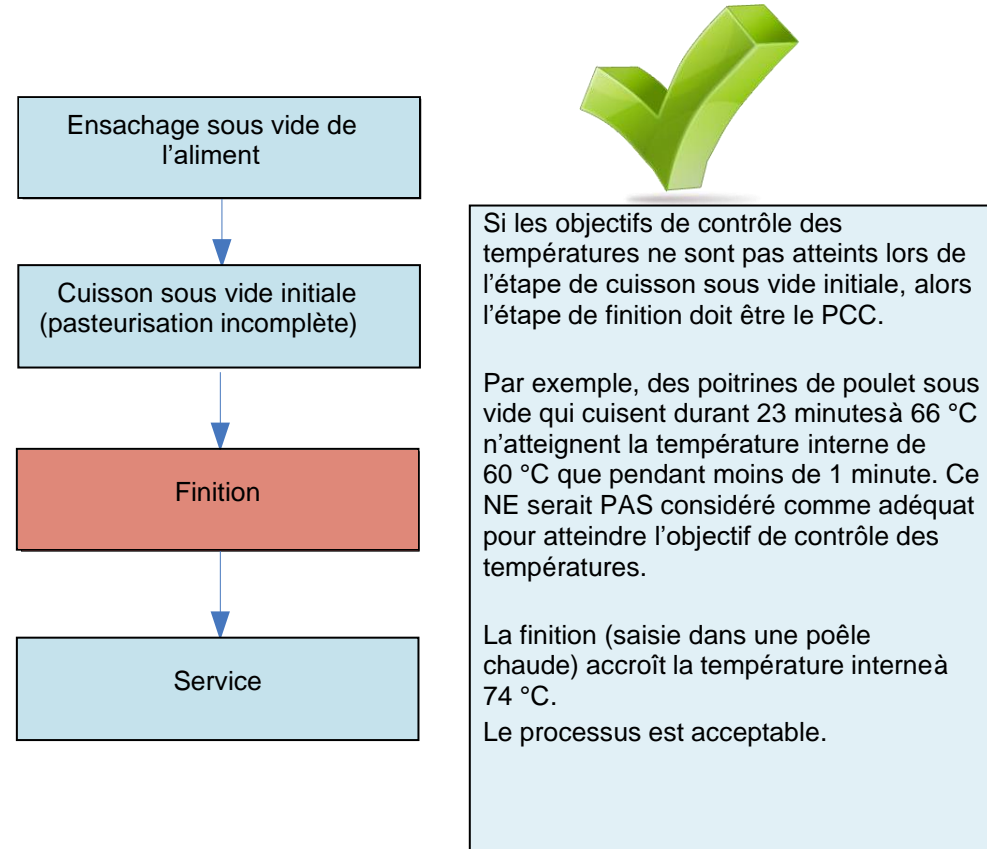 Ensachage sous vide de
l’aliment
Cuisson sous vide initiale
(pasteurisation incomplète)
Finition
Service
Si les objectifs de contrôle des
températures ne sont pas atteints lors de
l’étape de cuisson sous vide initiale, alors
l’étape de finition doit être le PCC.
Par exemple, des poitrines de poulet sous
vide qui cuisent durant 23 minutesà 66 °C
n’atteignent la température interne de
60 °C que pendant moins de 1 minute. Ce
NE serait PAS considéré comme adéquat
pour atteindre l’objectif de contrôle des
températures.
La finition (saisie dans une poêle
chaude) accroît la température interneà
74 °C.
Le processus est acceptable.